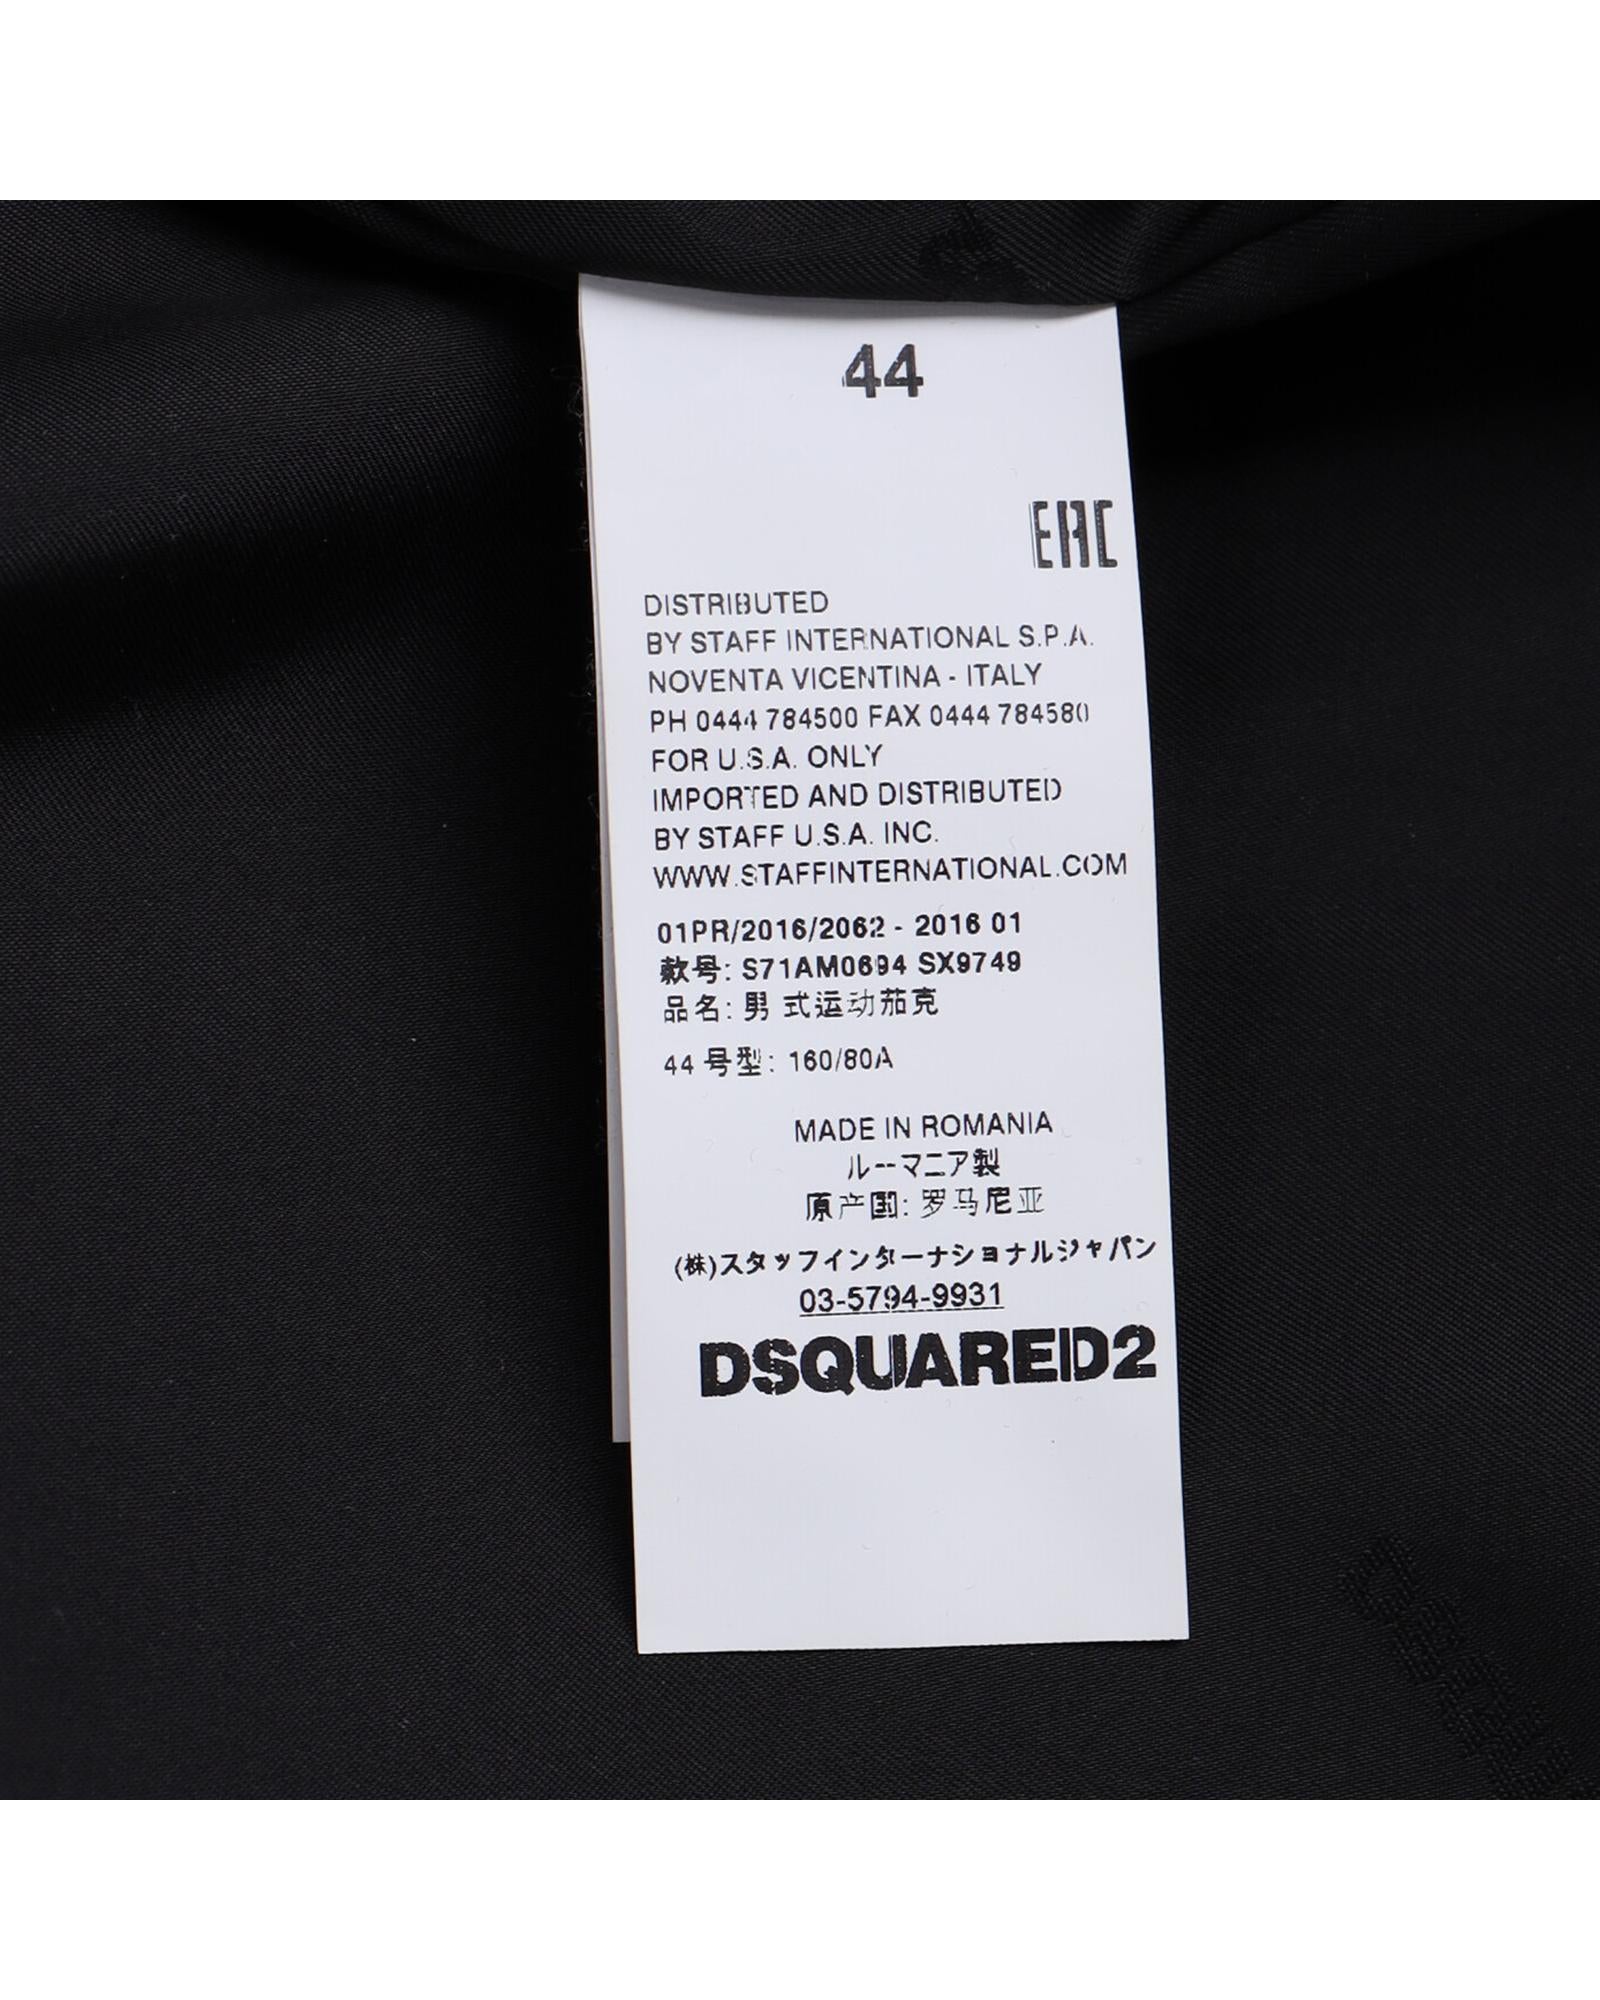 44
EAC
DISTRIBUTED
BY STAFF INTERNATIONAL S.P.A.
NOVENTA VICENTINA - ITALY
PH 0444 784500 FAX 0444 784580
FOR U.S.A. ONLY
IMPORTED AND DISTRIBUTED
BY STAFF U.S.A. INC.
WWW.STAFFINTERNATIONAL.COM
01PR/2016/2062 - 2016 01
款号: S71AM0694 SX9749
品名: 男 式运动茄克
44 号型: 160/80A
MADE IN ROMANIA
ルーマニア製
原产国: 罗马尼亚
(株)スタッフインターナショナルジャパン
03-5794-9931
DSQUARED2